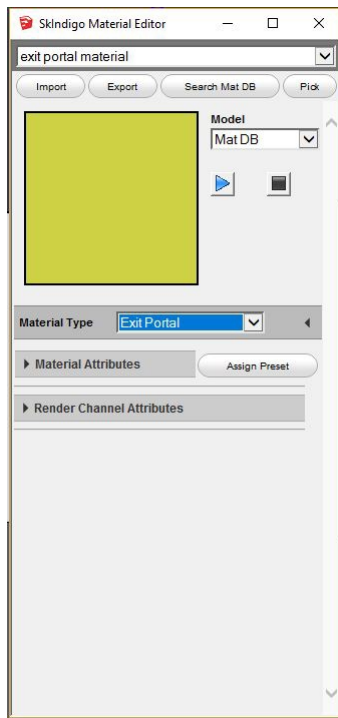 SkIndigo Material Editor
exit portal material
Import Export Search Mat DB Pick
Model
Mat DB
Material Type Exit Portal
Material Attributes Assign Preset
Render Channel Attributes